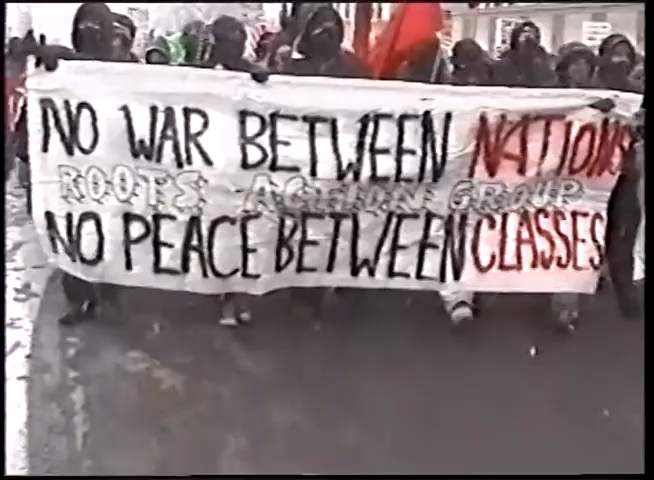 NO WAR BETWEEN NATIONS
ROOTS ACTION GROUP
NO PEACE BETWEEN CLASSES